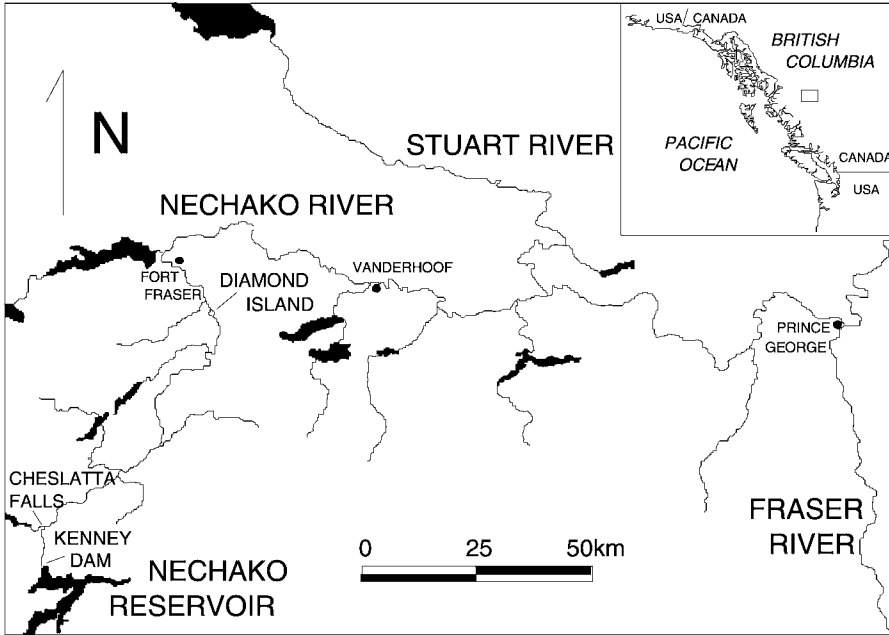 USA/ CANADA
BRITISH
COLUMBIA
PACIFIC
OCEAN
CANADA
USA
N
STUART RIVER
NECHAKO RIVER
FORT
FRASER
DIAMOND
ISLAND
VANDERHOOF
PRINCE
GEORGE
CHESLATTA
FALLS
KENNEY
DAM
NECHAKO
RESERVOIR
0 25 50km
FRASER
RIVER